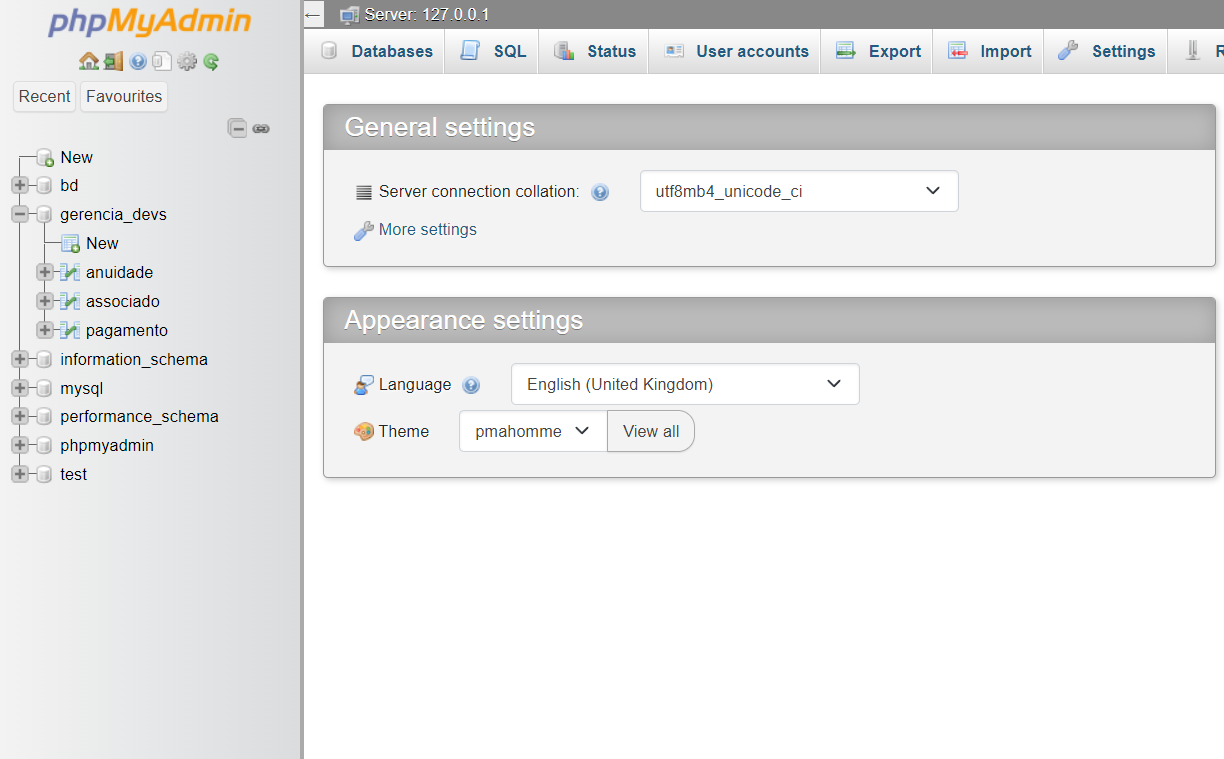 phpMyAdmin
Recent Favourites
New
bd
gerencia_devs
New
anuidade
associado
pagamento
information_schema
mysql
performance_schema
phpmyadmin
test
Server: 127.0.0.1
Databases SQL Status User accounts Export Import Settings R
General settings
Server connection collation: utf8mb4_unicode_ci
More settings
Appearance settings
Language English (United Kingdom)
Theme pmahomme View all